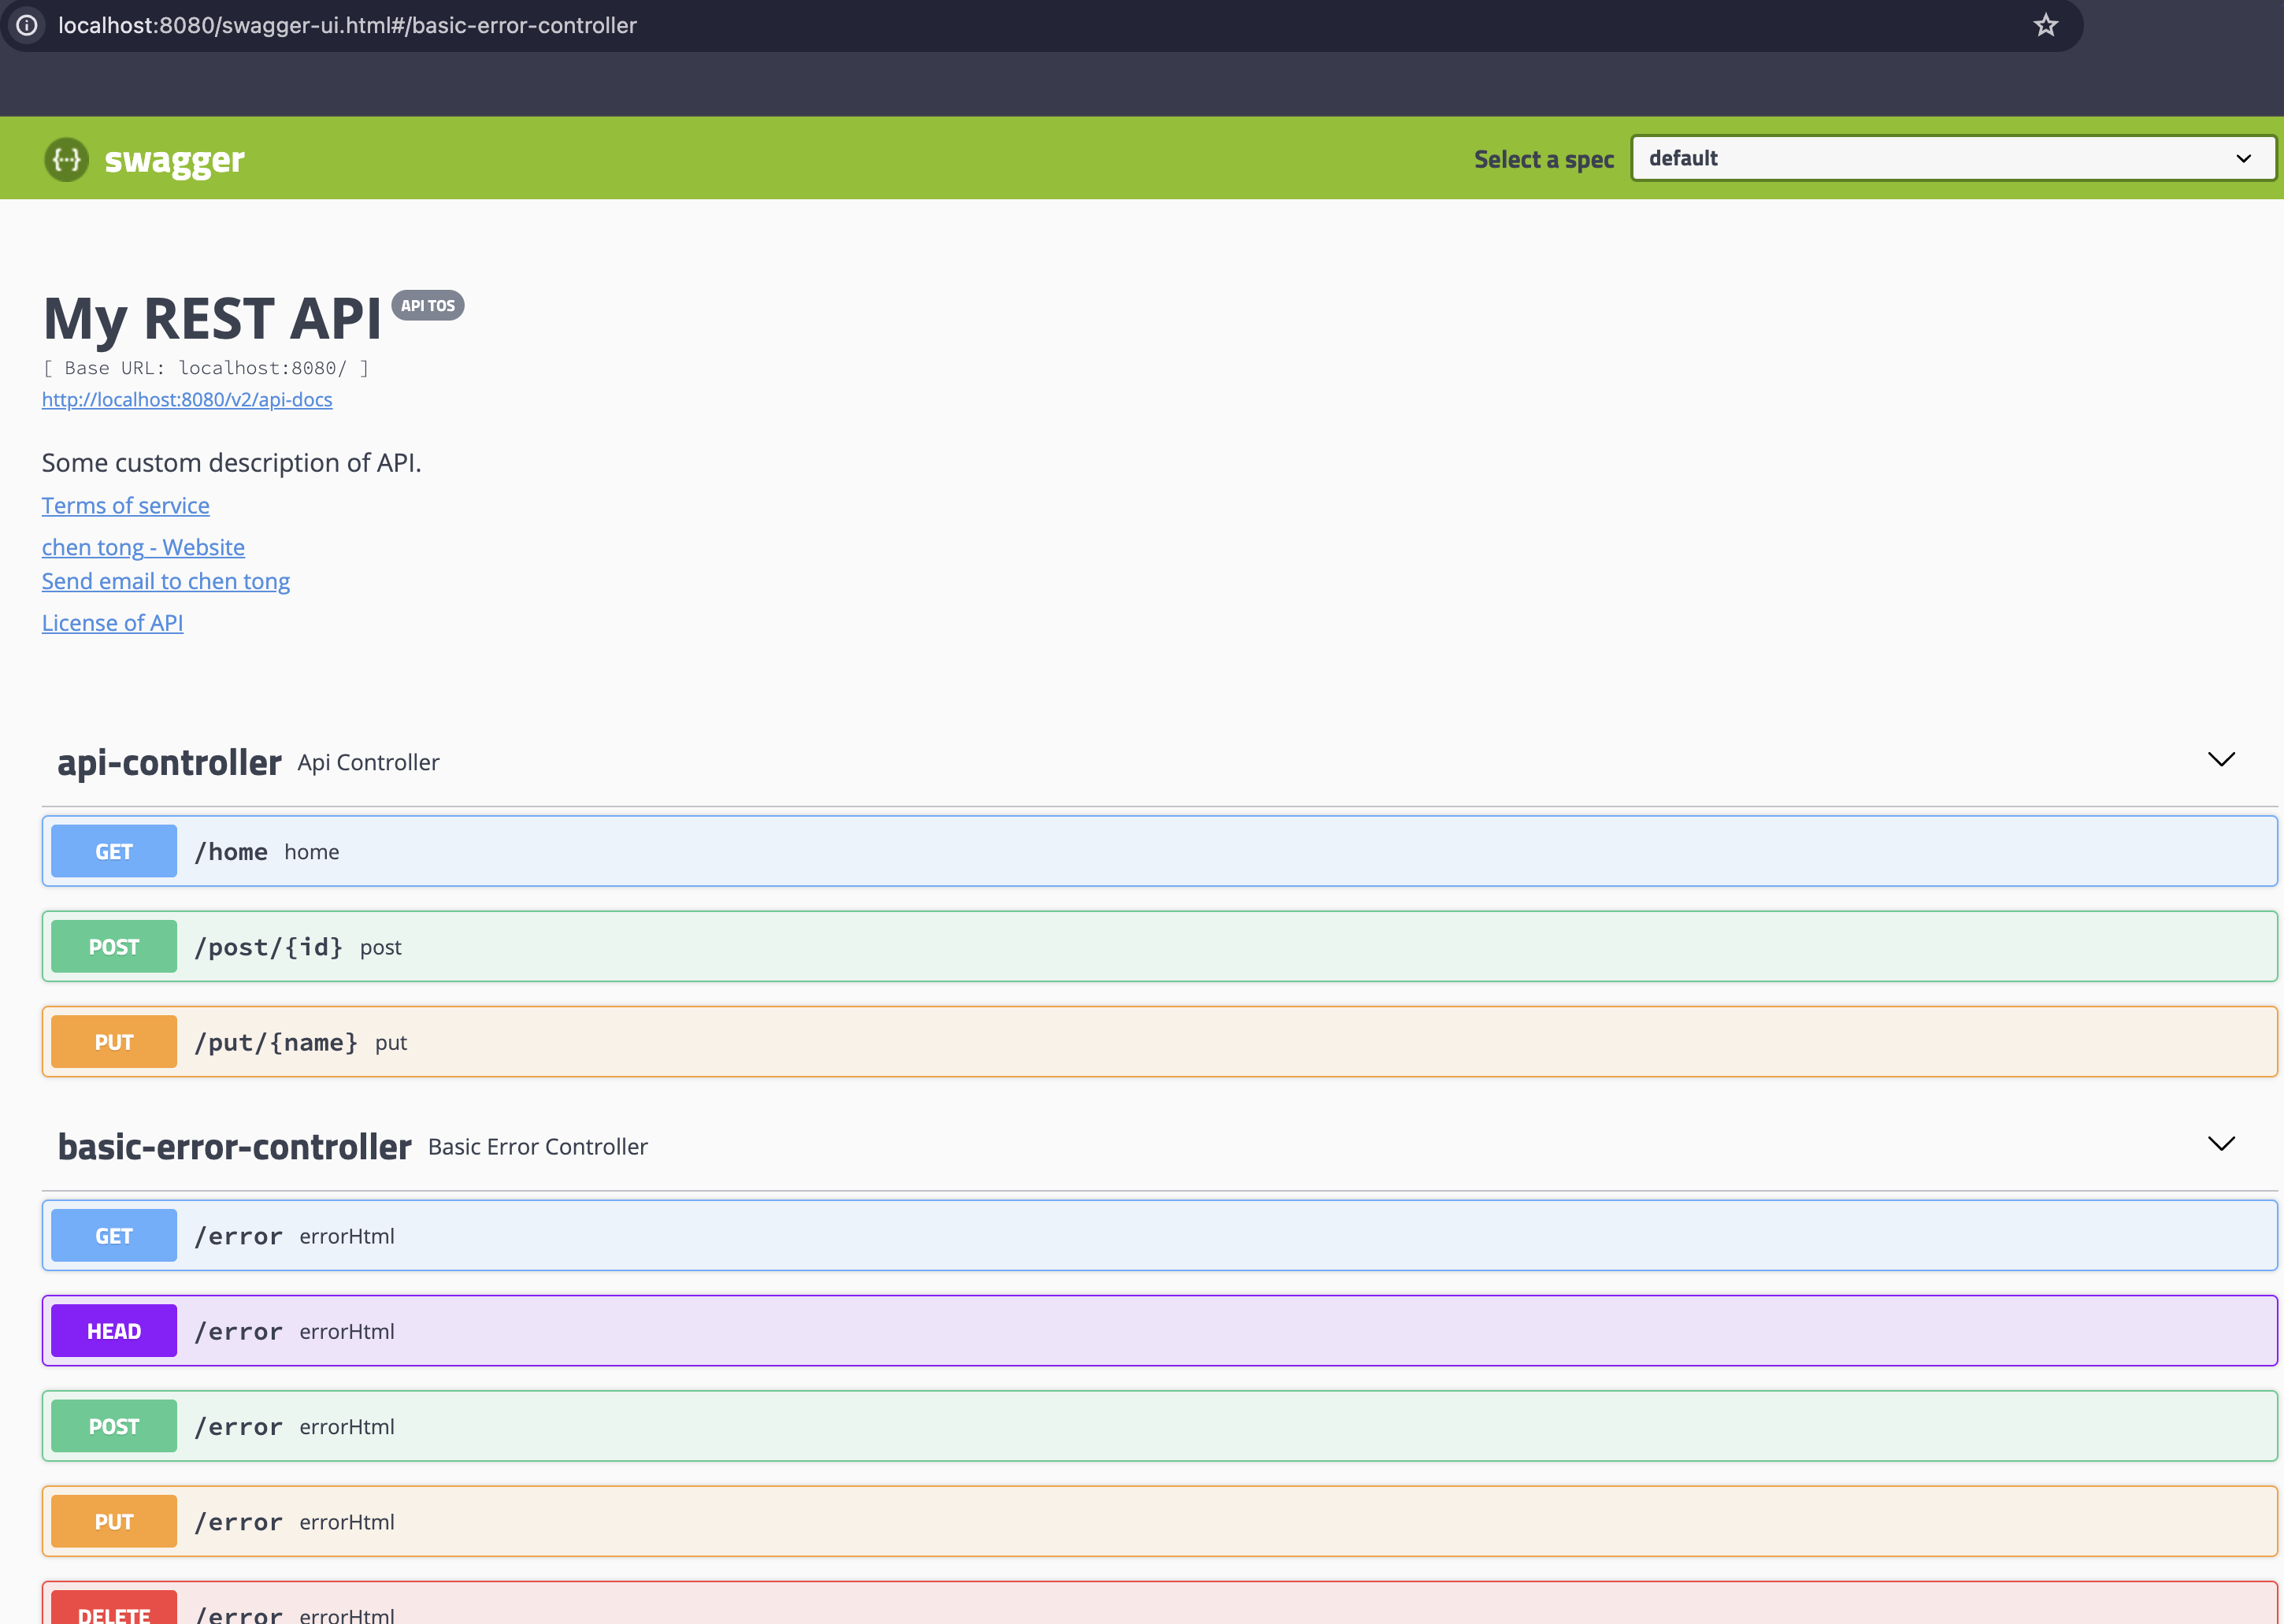 localhost:8080/swagger-ui.html#/basic-error-controller
{···} swagger
Select a spec default
My REST API API TOS
[ Base URL: localhost:8080/ ]
http://localhost:8080/v2/api-docs
Some custom description of API.
Terms of service
chen tong - Website
Send email to chen tong
License of API
api-controller Api Controller
GET /home home
POST /post/{id} post
PUT /put/{name} put
basic-error-controller Basic Error Controller
GET /error errorHtml
HEAD /error errorHtml
POST /error errorHtml
PUT /error errorHtml
DELETE /error errorHtml